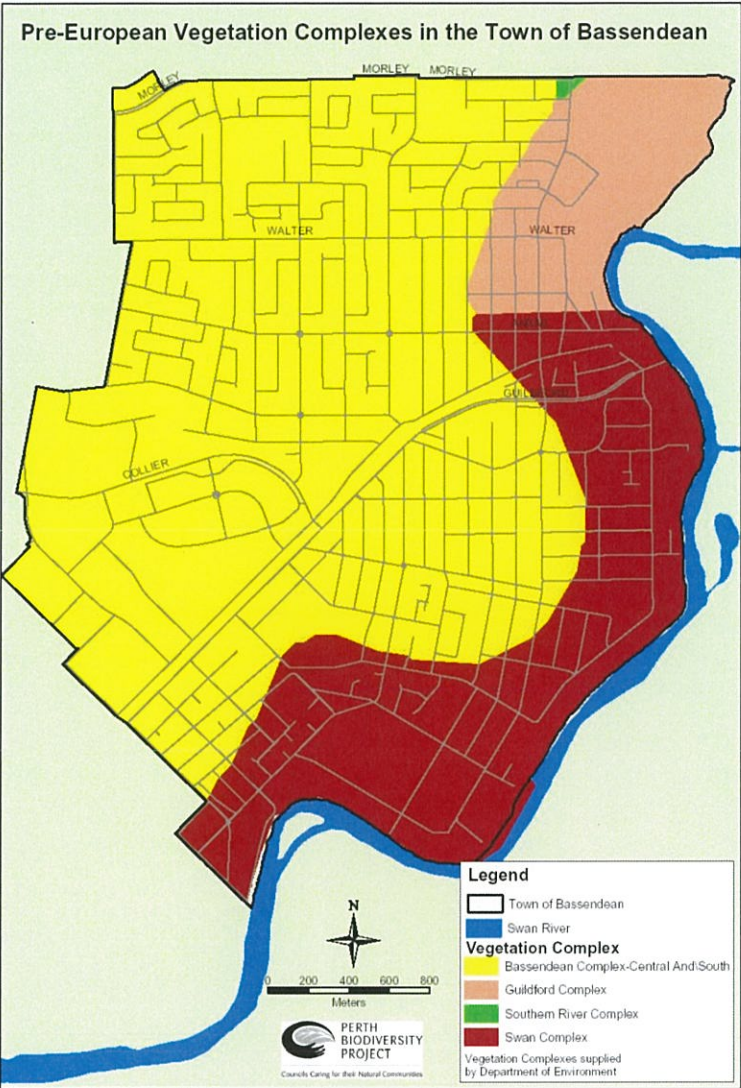 Pre-European Vegetation Complexes in the Town of Bassendean
MORLEY
MORLEY
MORLEY
WALTER
WALTER
COLLIER
N
0 200 400 600 800
Meters
PERTH
BIODIVERSITY
PROJECT
Councils Caring for their Natural Communities
Legend
Town of Bassendean
Swan River
Vegetation Complex
Bassendean Complex-Central And\South
Guildford Complex
Southern River Complex
Swan Complex
Vegetation Complexes supplied
by Department of Environment